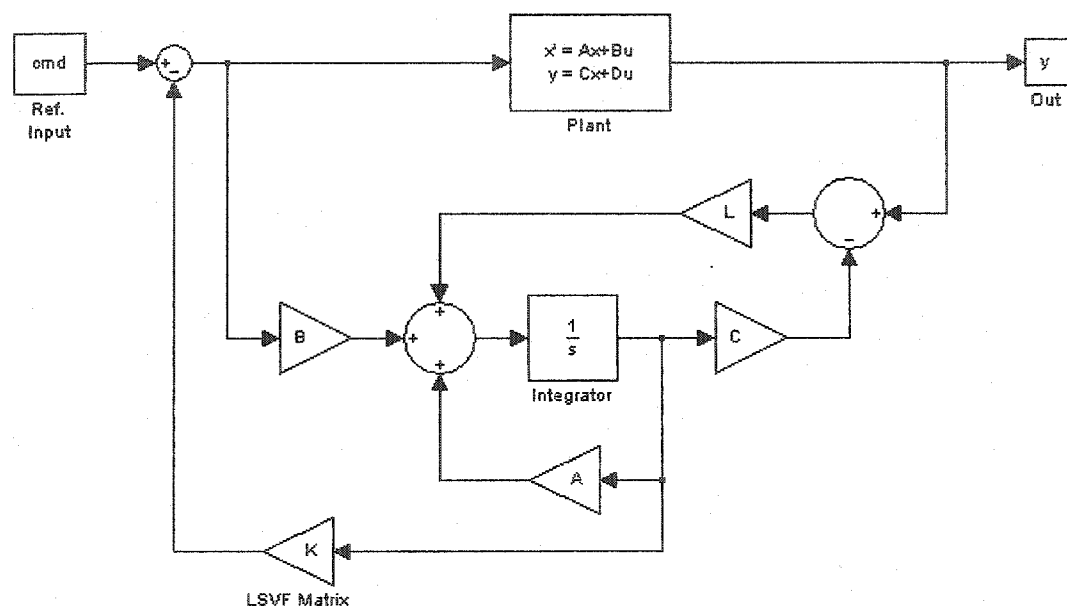 cmd
Ref.
Input
+
−
x' = Ax+Bu
y = Cx+Du
Plant
y
Out
L
+
−
B
+
+
+
1
s
Integrator
C
A
K
LSVF Matrix